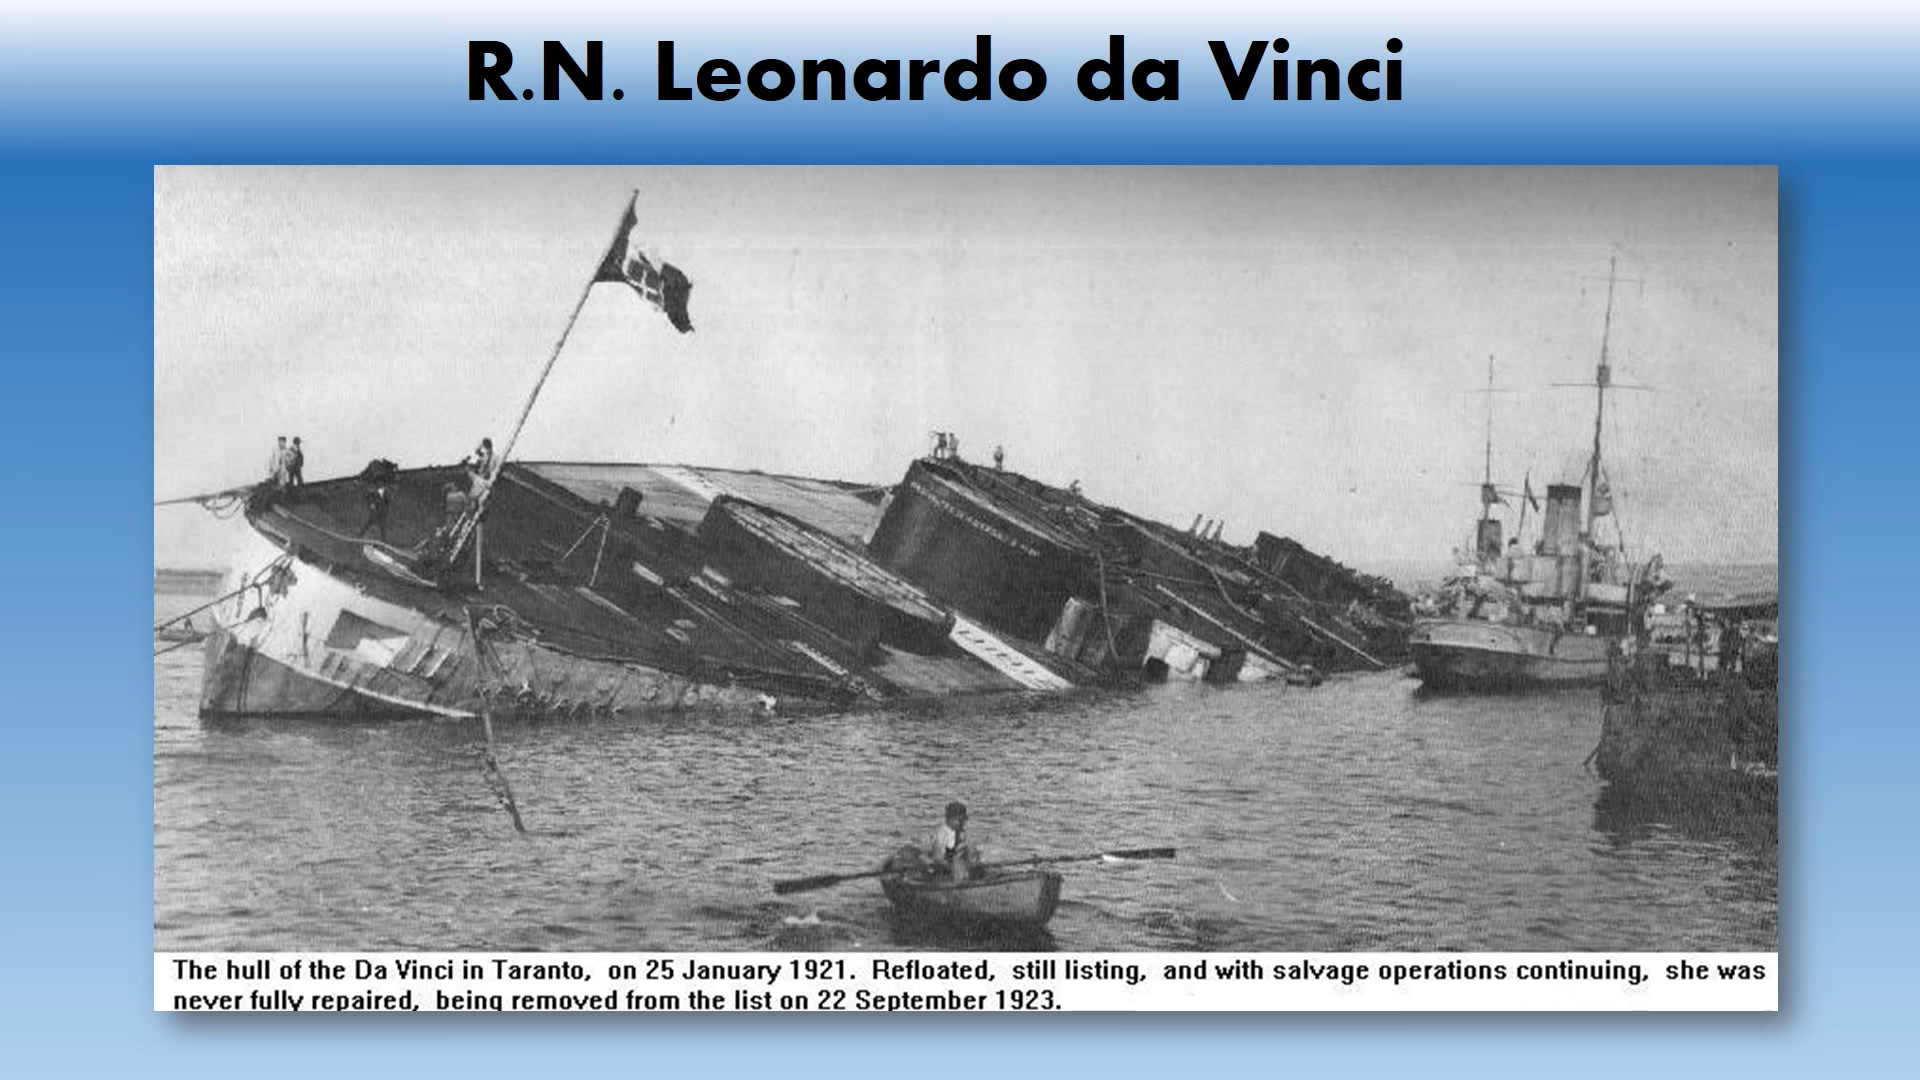 R.N. Leonardo da Vinci
The hull of the Da Vinci in Taranto, on 25 January 1921. Refloated, still listing, and with salvage operations continuing, she was
never fully repaired, being removed from the list on 22 September 1923.